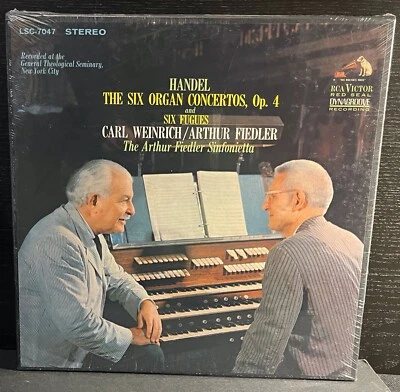 LSC-7047 STEREO
Recorded at the
General Theological Seminary,
New York City
HANDEL
THE SIX ORGAN CONCERTOS, Op. 4
and
SIX FUGUES
CARL WEINRICH/ARTHUR FIEDLER
The Arthur Fiedler Sinfonietta
RCA VICTOR
RED SEAL
DYNAGROOVE
RECORDING